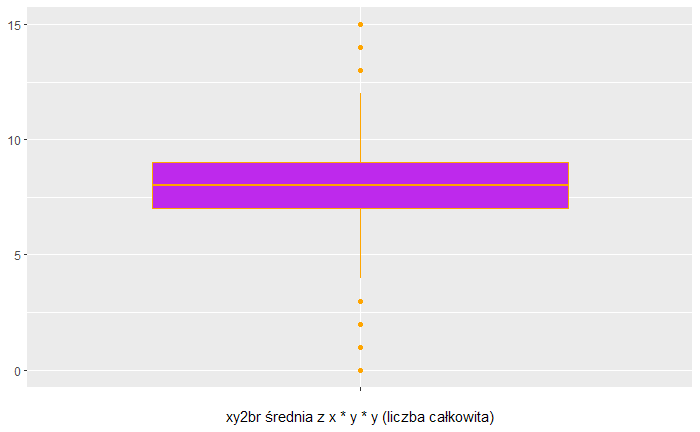 15
10
5
0
xy2br średnia z x * y * y (liczba całkowita)